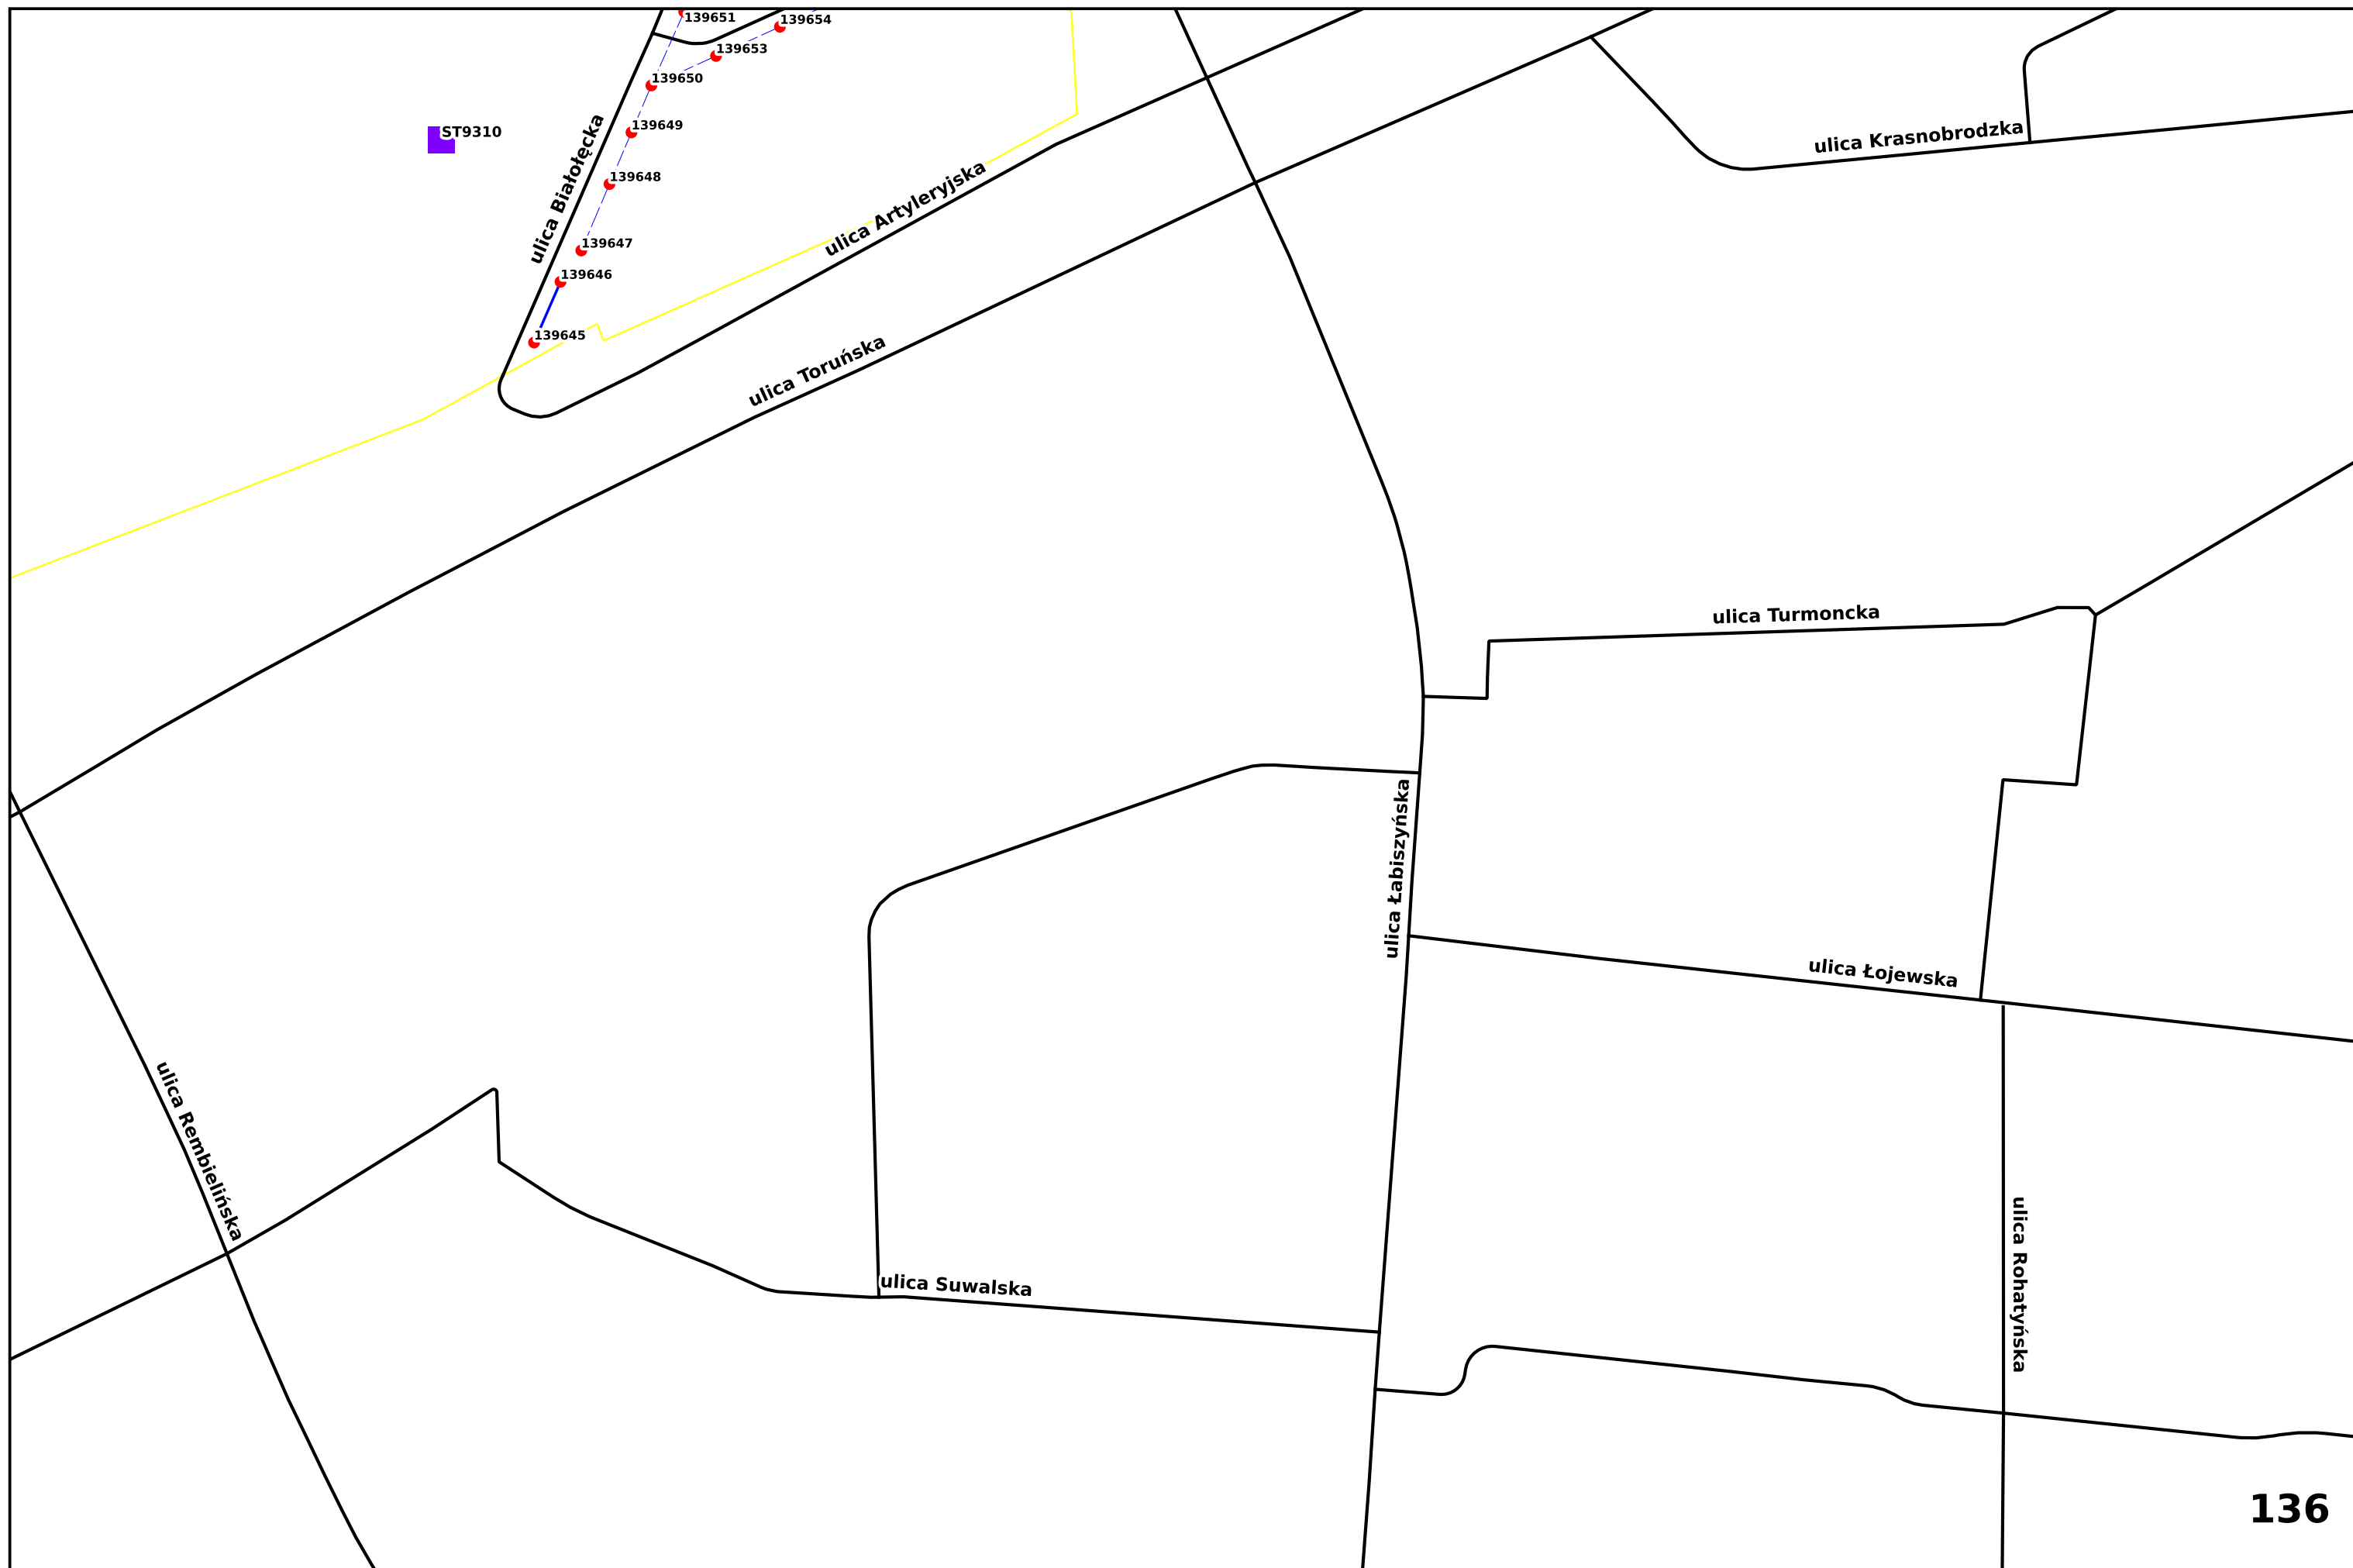 139651
139654
139653
139650
ST9310
139649
ulica Krasnobrodzka
ulica Białołęcka
139648
ulica Artyleryjska
139647
139646
139645
ulica Toruńska
ulica Turmoncka
ulica Łabiszyńska
ulica Łojewska
ulica Rembielińska
ulica Suwalska
ulica Rohatyńska
136